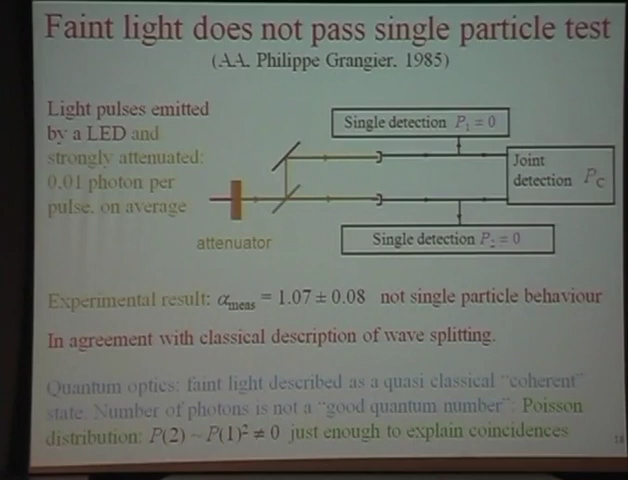 Faint light does not pass single particle test
(AA. Philippe Grangier. 1985)
Light pulses emitted
by a LED and
strongly attenuated:
0.01 photon per
pulse. on average
attenuator
Single detection P₁ = 0
Joint
detection P_C
Single detection P₂ = 0
Experimental result: α_meas = 1.07 ± 0.08 not single particle behaviour
In agreement with classical description of wave splitting.
Quantum optics: faint light described as a quasi classical "coherent"
state. Number of photons is not a "good quantum number": Poisson
distribution: P(2) ~ P(1)² ≠ 0 just enough to explain coincidences
18